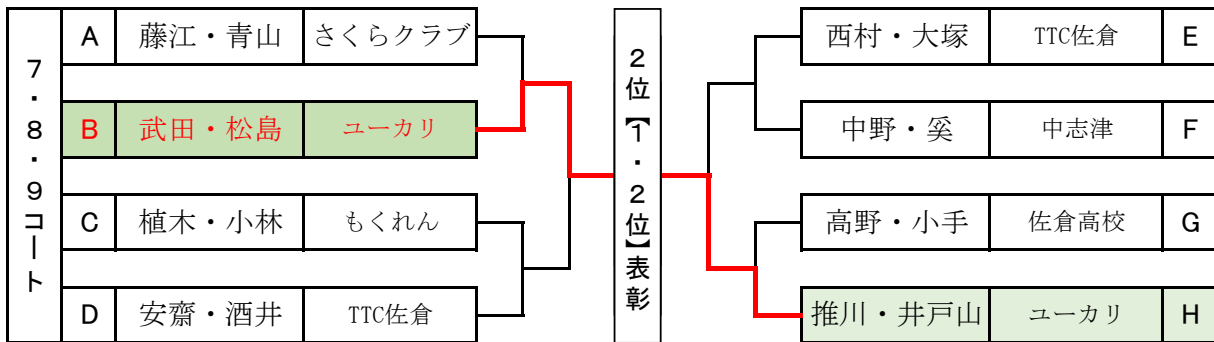 7・8・9コート
A 藤江・青山 さくらクラブ
B 武田・松島 ユーカリ
C 植木・小林 もくれん
D 安齋・酒井 TTC佐倉
2位【1・2位】表彰
西村・大塚 TTC佐倉 E
中野・奚 中志津 F
高野・小手 佐倉高校 G
推川・井戸山 ユーカリ H